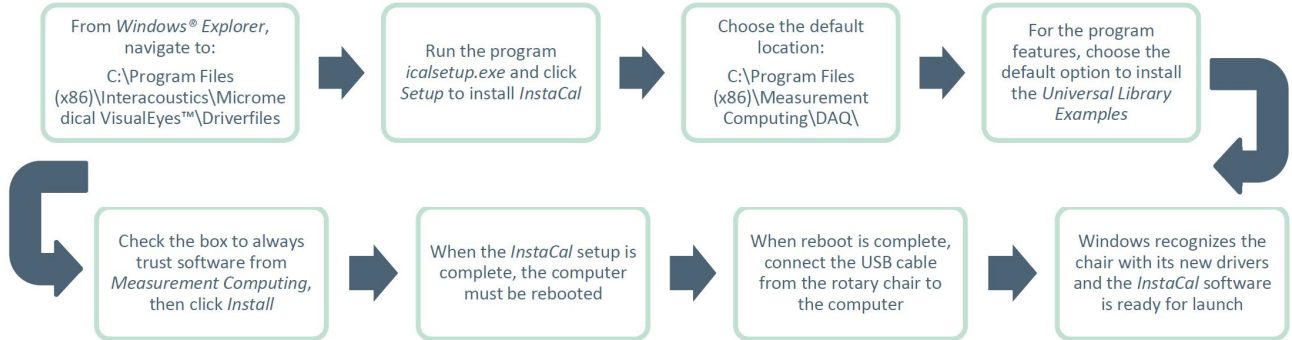 From Windows® Explorer,
navigate to:
C:\Program Files
(x86)\Interacoustics\Microme
dical VisualEyes™\Driverfiles
Run the program
icalsetup.exe and click
Setup to install InstaCal
Choose the default
location:
C:\Program Files
(x86)\Measurement
Computing\DAQ\
For the program
features, choose the
default option to install
the Universal Library
Examples
Check the box to always
trust software from
Measurement Computing,
then click Install
When the InstaCal setup is
complete, the computer
must be rebooted
When reboot is complete,
connect the USB cable
from the rotary chair to
the computer
Windows recognizes the
chair with its new drivers
and the InstaCal software
is ready for launch